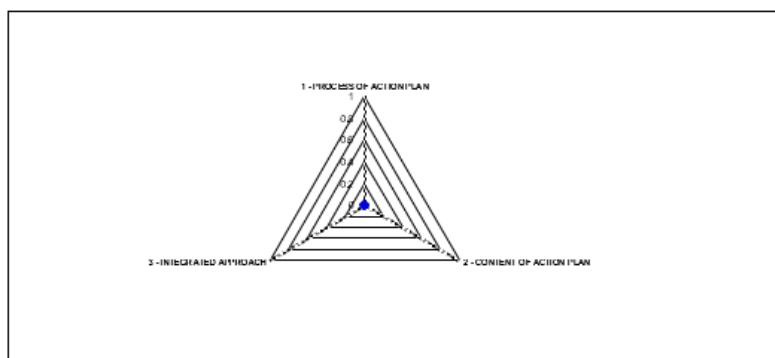 1 - PROCESS OF ACTION PLAN
1
0,8
0,6
0,4
0,2
0
3 - INTEGRATED APPROACH
2 - CONTENT OF ACTION PLAN